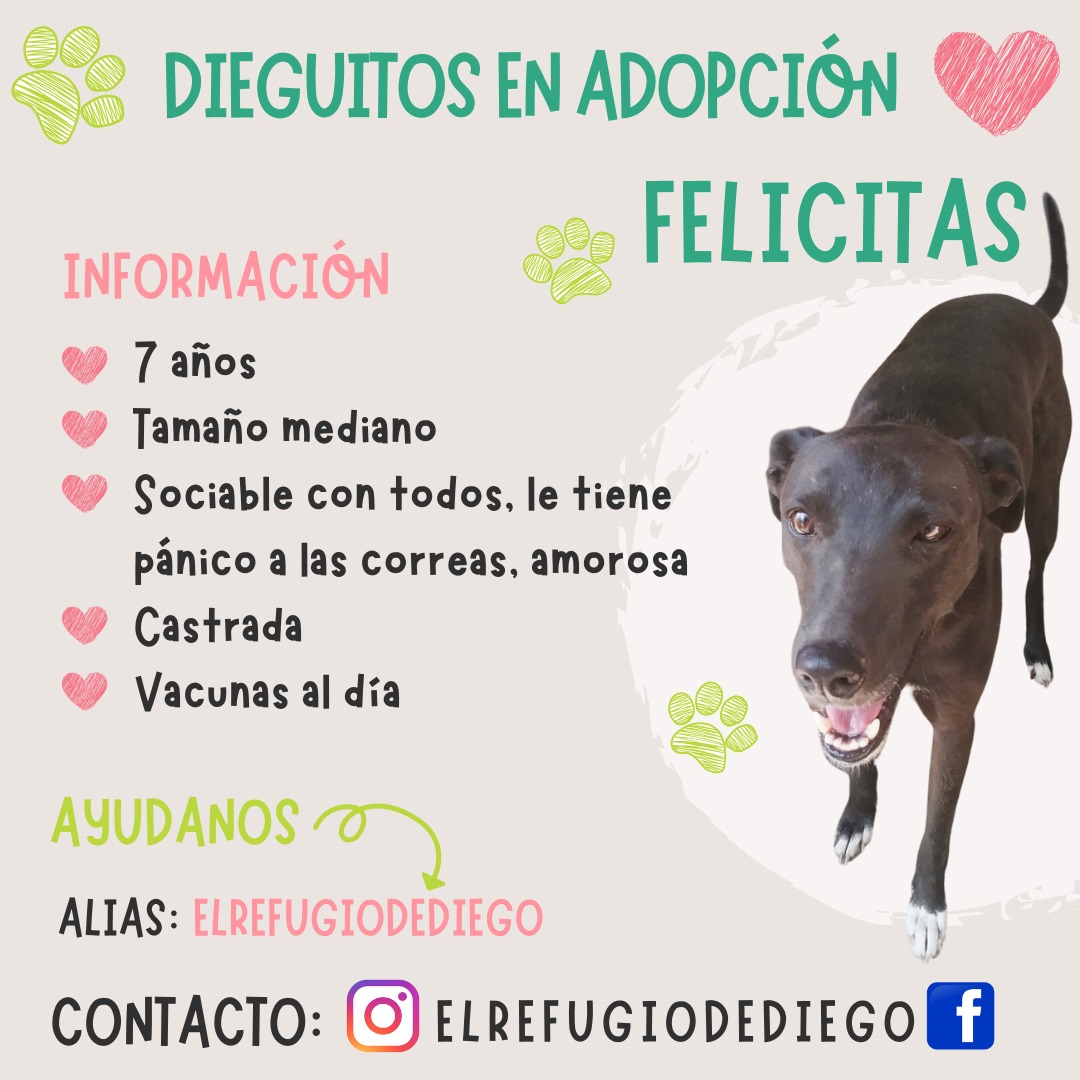 DIEGUITOS EN ADOPCIÓN
FELICITAS
INFORMACIÓN
7 años
Tamaño mediano
Sociable con todos, le tiene
pánico a las correas, amorosa
Castrada
Vacunas al día
AYUDANOS
ALIAS: ELREFUGIODEDIEGO
CONTACTO: ELREFUGIODEDIEGO